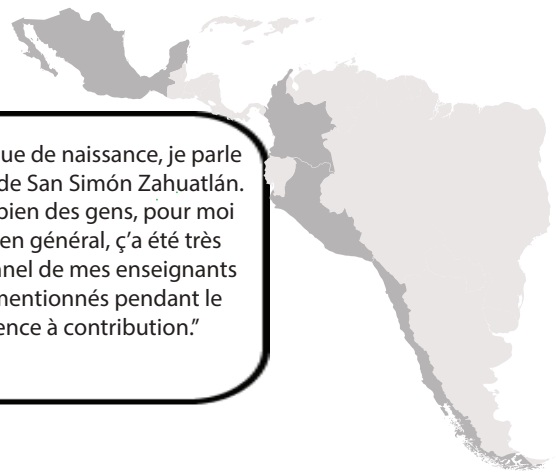 ue de naissance, je parle
de San Simón Zahuatlán.
bien des gens, pour moi
en général, ç'a été très
nel de mes enseignants
mentionnés pendant le
ence à contribution."